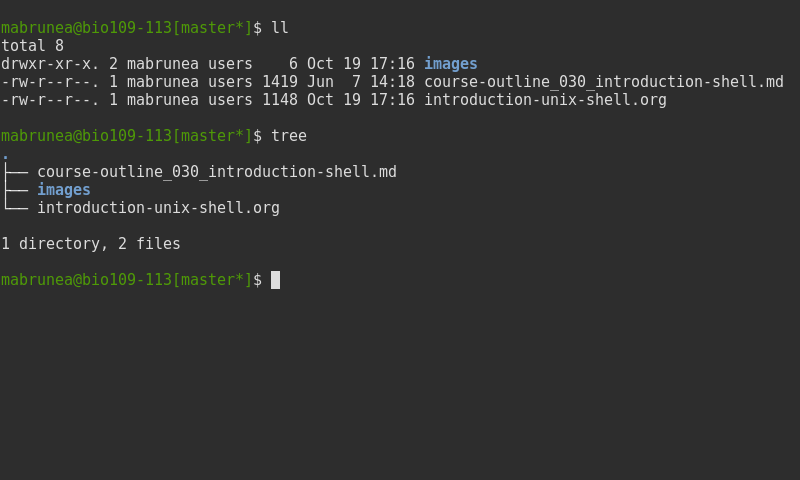 mabrunea@bio109-113[master*]$ ll
total 8
drwxr-xr-x. 2 mabrunea users    6 Oct 19 17:16 images
-rw-r--r--. 1 mabrunea users 1419 Jun  7 14:18 course-outline_030_introduction-shell.md
-rw-r--r--. 1 mabrunea users 1148 Oct 19 17:16 introduction-unix-shell.org
mabrunea@bio109-113[master*]$ tree
.
├── course-outline_030_introduction-shell.md
├── images
└── introduction-unix-shell.org
1 directory, 2 files
mabrunea@bio109-113[master*]$